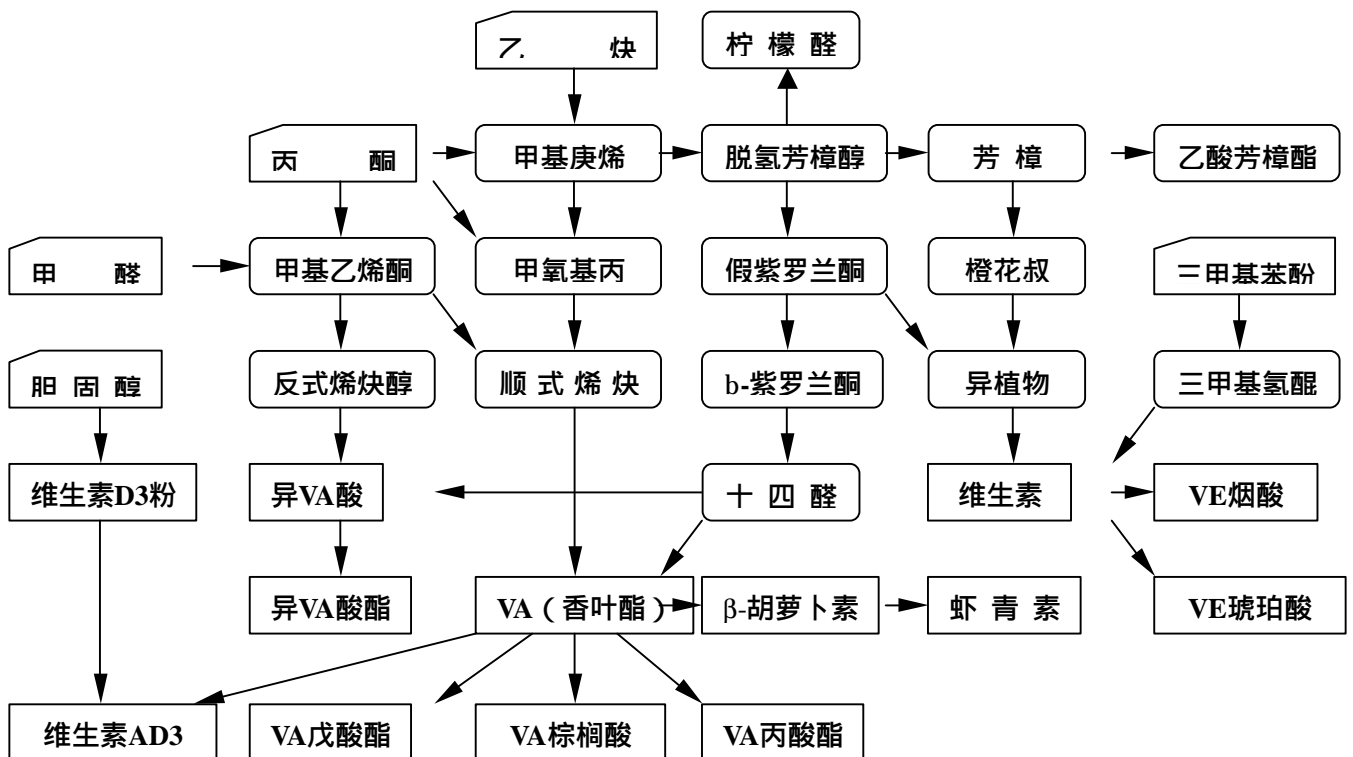 乙 炔
柠 檬 醛
丙 酮
甲基庚烯
脱氢芳樟醇
芳 樟
乙酸芳樟酯
甲 醛
甲基乙烯酮
甲氧基丙
假紫罗兰酮
橙花叔
三甲基苯酚
胆 固 醇
反式烯炔醇
顺 式 烯 炔
b-紫罗兰酮
异植物
三甲基氢醌
维生素D3粉
异VA酸
十 四 醛
维生素
VE烟酸
异VA酸酯
VA（香叶酯）
β-胡萝卜素
虾 青 素
VE琥珀酸
维生素AD3
VA戊酸酯
VA棕榈酸
VA丙酸酯